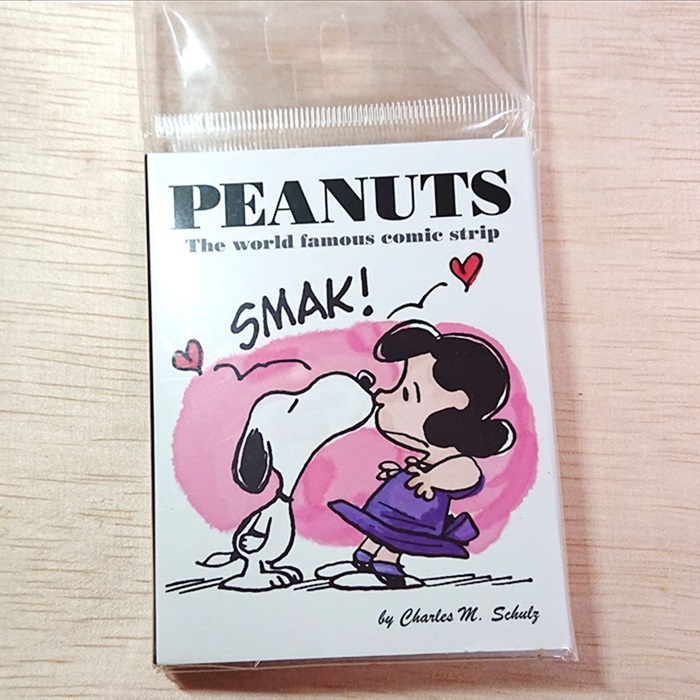 PEANUTS
The world famous comic strip
SMAK!
by Charles M. Schulz